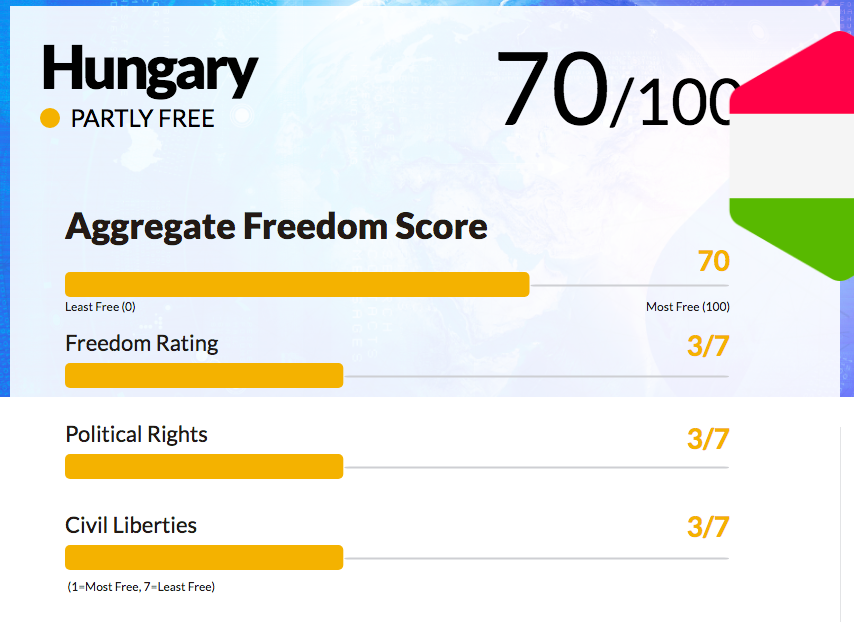 Hungary
70/100
PARTLY FREE
Aggregate Freedom Score
70
Least Free (0) Most Free (100)
Freedom Rating 3/7
Political Rights 3/7
Civil Liberties 3/7
(1=Most Free, 7=Least Free)